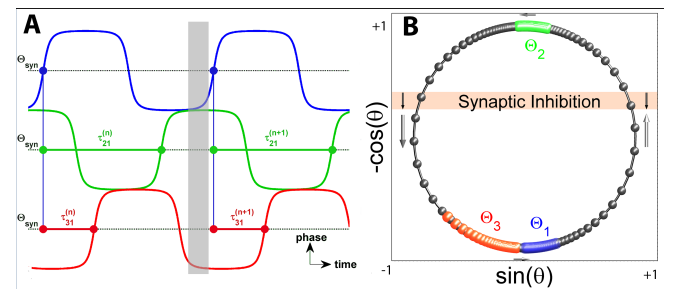 A
Θsyn
Θsyn
τ21(n)
τ21(n+1)
Θsyn
τ31(n)
τ31(n+1)
phase
time
B
+1
Θ2
Synaptic Inhibition
-cos(θ)
Θ3
Θ1
-1
sin(θ)
+1